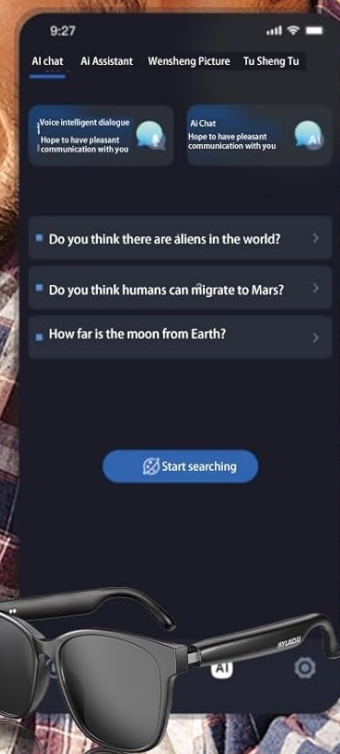 9:27
AI chat Ai Assistant Wensheng Picture Tu Sheng Tu
Voice intelligent dialogue
Hope to have pleasant
communication with you
Ai Chat
Hope to have pleasant
communication with you
AI
Do you think there are aliens in the world?
Do you think humans can migrate to Mars?
How far is the moon from Earth?
Start searching
AI